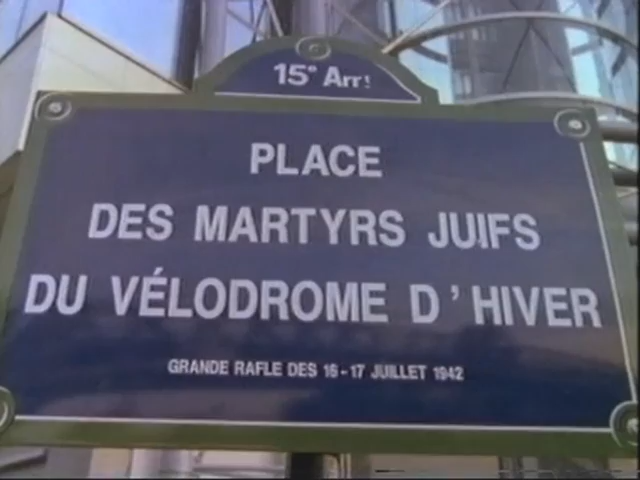 15e Arrt
PLACE
DES MARTYRS JUIFS
DU VÉLODROME D'HIVER
GRANDE RAFLE DES 16-17 JUILLET 1942